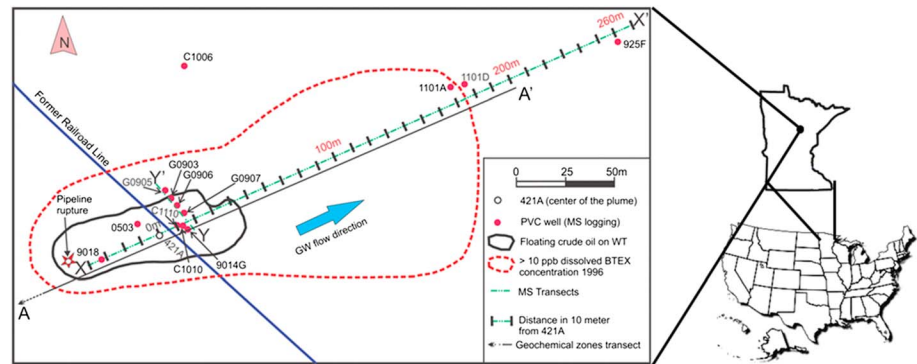 N
C1006
X'
260m
925F
200m
1101D
1101A
A'
Former Railroad Line
100m
G0903
G0906
G0905
Y'
G0907
Pipeline
rupture
C1110
0503
0m
421A
Y
9018
X
9014G
C1010
GW flow direction
A
0 25 50m
421A (center of the plume)
PVC well (MS logging)
Floating crude oil on WT
> 10 ppb dissolved BTEX
concentration 1996
MS Transects
Distance in 10 meter
from 421A
Geochemical zones transect